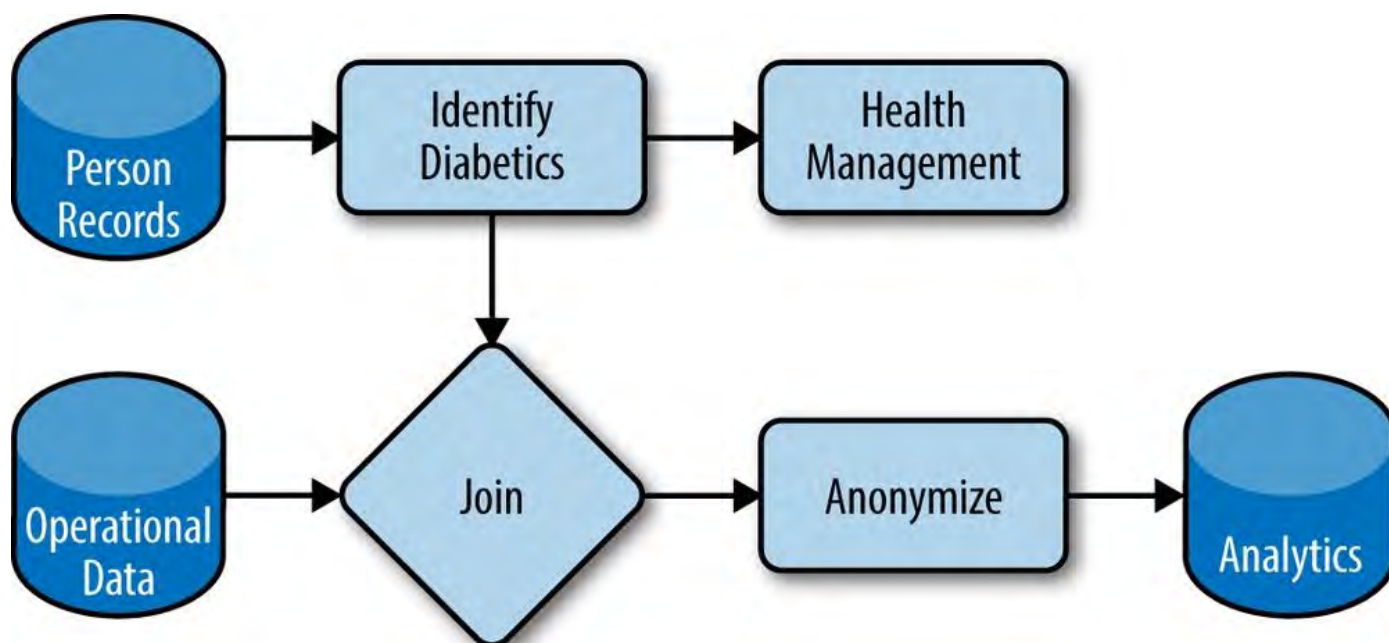 Person
Records
Identify
Diabetics
Health
Management
Operational
Data
Join
Anonymize
Analytics